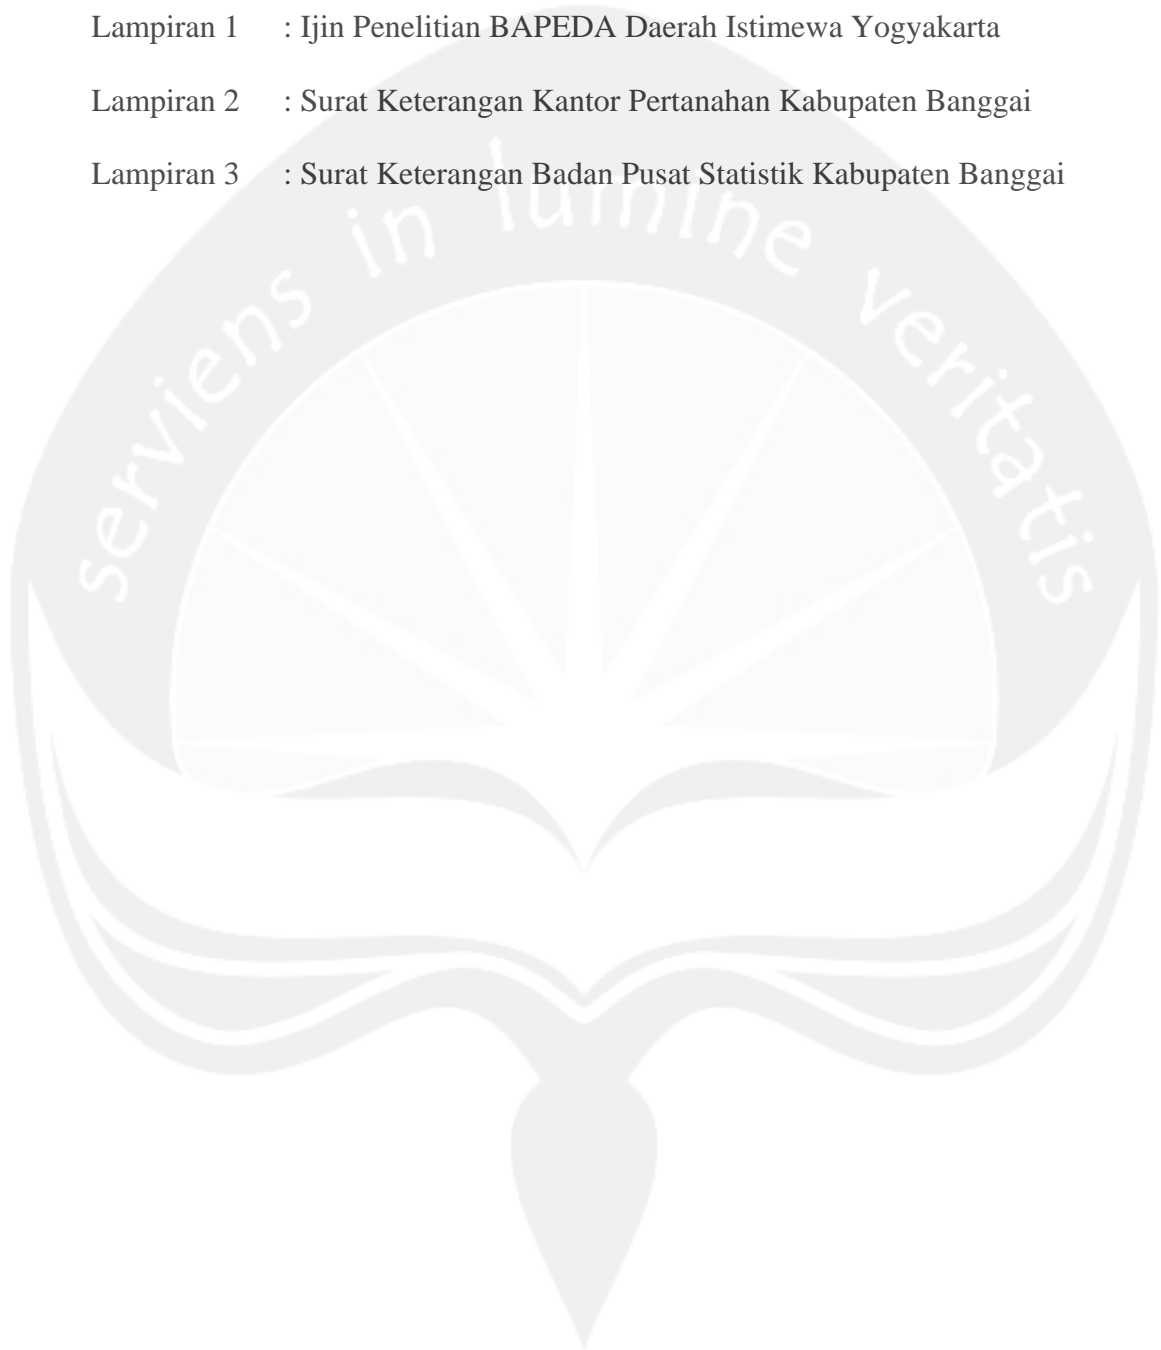 Lampiran 1 : Ijin Penelitian BAPEDA Daerah Istimewa Yogyakarta
Lampiran 2 : Surat Keterangan Kantor Pertanahan Kabupaten Banggai
Lampiran 3 : Surat Keterangan Badan Pusat Statistik Kabupaten Banggai
serviens in lumine veritatis